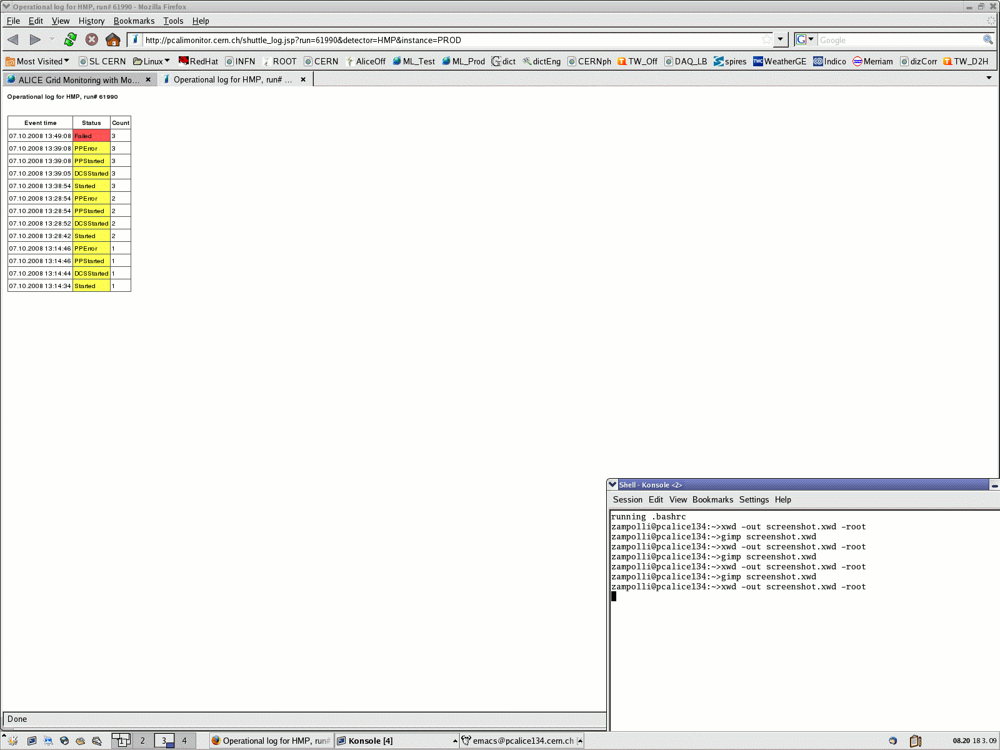 Operational log for HMP, run# 61990 - Mozilla Firefox
File Edit View History Bookmarks Tools Help
http://pcalimonitor.cern.ch/shuttle_log.jsp?run=61990&detector=HMP&instance=PROD
G Google
Most Visited SL CERN Linux RedHat INFN ROOT CERN AliceOff ML_Test ML_Prod dict dictEng CERNph TW_Off DAQ_LB spires TWC WeatherGE Indico Merriam dizCorr TW_D2H
ALICE Grid Monitoring with Mo... Operational log for HMP, run# ...
Operational log for HMP, run# 61990
Event time Status Count
07.10.2008 13:49:08 Failed 3
07.10.2008 13:39:08 PPError 3
07.10.2008 13:39:08 PPStarted 3
07.10.2008 13:39:05 DCSStarted 3
07.10.2008 13:38:54 Started 3
07.10.2008 13:28:54 PPError 2
07.10.2008 13:28:54 PPStarted 2
07.10.2008 13:28:52 DCSStarted 2
07.10.2008 13:28:42 Started 2
07.10.2008 13:14:46 PPError 1
07.10.2008 13:14:46 PPStarted 1
07.10.2008 13:14:44 DCSStarted 1
07.10.2008 13:14:34 Started 1
Shell - Konsole <2>
Session Edit View Bookmarks Settings Help
running .bashrc
zampolli@pcalice134:~>xwd -out screenshot.xwd -root
zampolli@pcalice134:~>gimp screenshot.xwd
zampolli@pcalice134:~>xwd -out screenshot.xwd -root
zampolli@pcalice134:~>gimp screenshot.xwd
zampolli@pcalice134:~>xwd -out screenshot.xwd -root
zampolli@pcalice134:~>gimp screenshot.xwd
zampolli@pcalice134:~>xwd -out screenshot.xwd -root
Done
1 2 3 4 Operational log for HMP, run# Konsole [4] emacs@pcalice134.cern.ch 08.20 18 3. 09